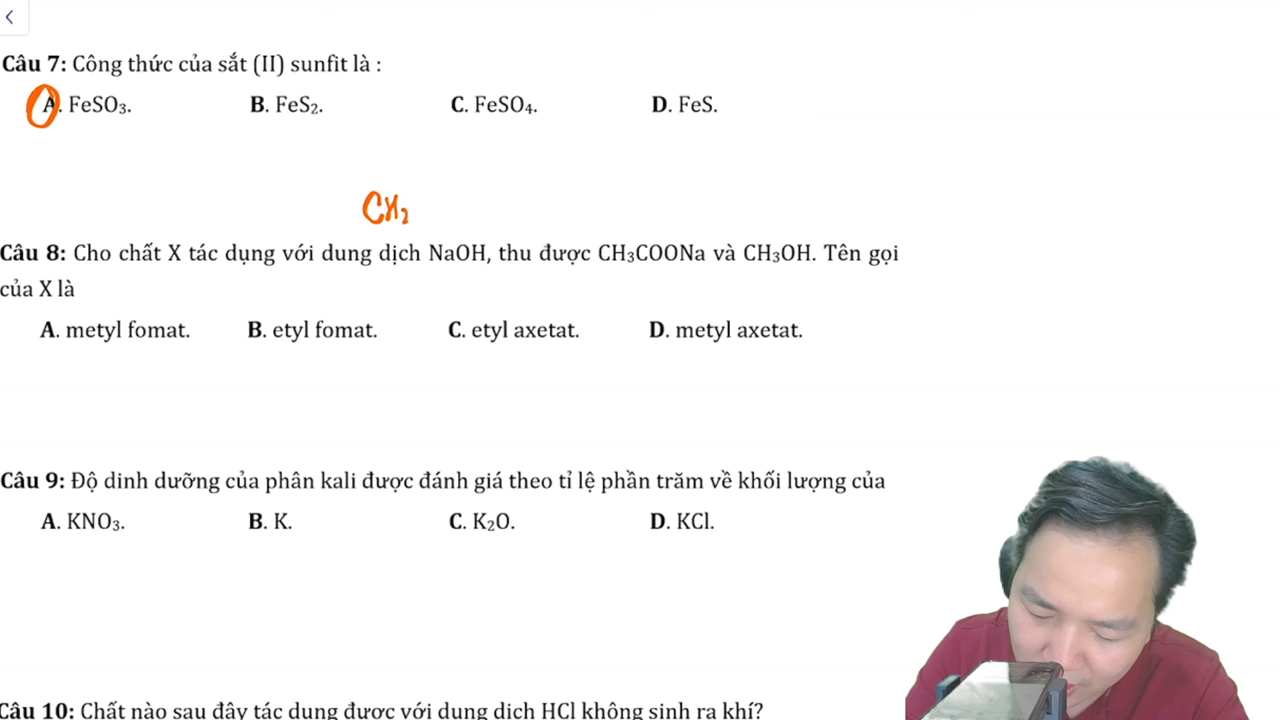 Câu 7: Công thức của sắt (II) sunfit là :
A. FeSO₃. B. FeS₂. C. FeSO₄. D. FeS.
CH₂
Câu 8: Cho chất X tác dụng với dung dịch NaOH, thu được CH₃COONa và CH₃OH. Tên gọi
của X là
A. metyl fomat. B. etyl fomat. C. etyl axetat. D. metyl axetat.
Câu 9: Độ dinh dưỡng của phân kali được đánh giá theo tỉ lệ phần trăm về khối lượng của
A. KNO₃. B. K. C. K₂O. D. KCl.
Câu 10: Chất nào sau đây tác dụng được với dung dịch HCl không sinh ra khí?